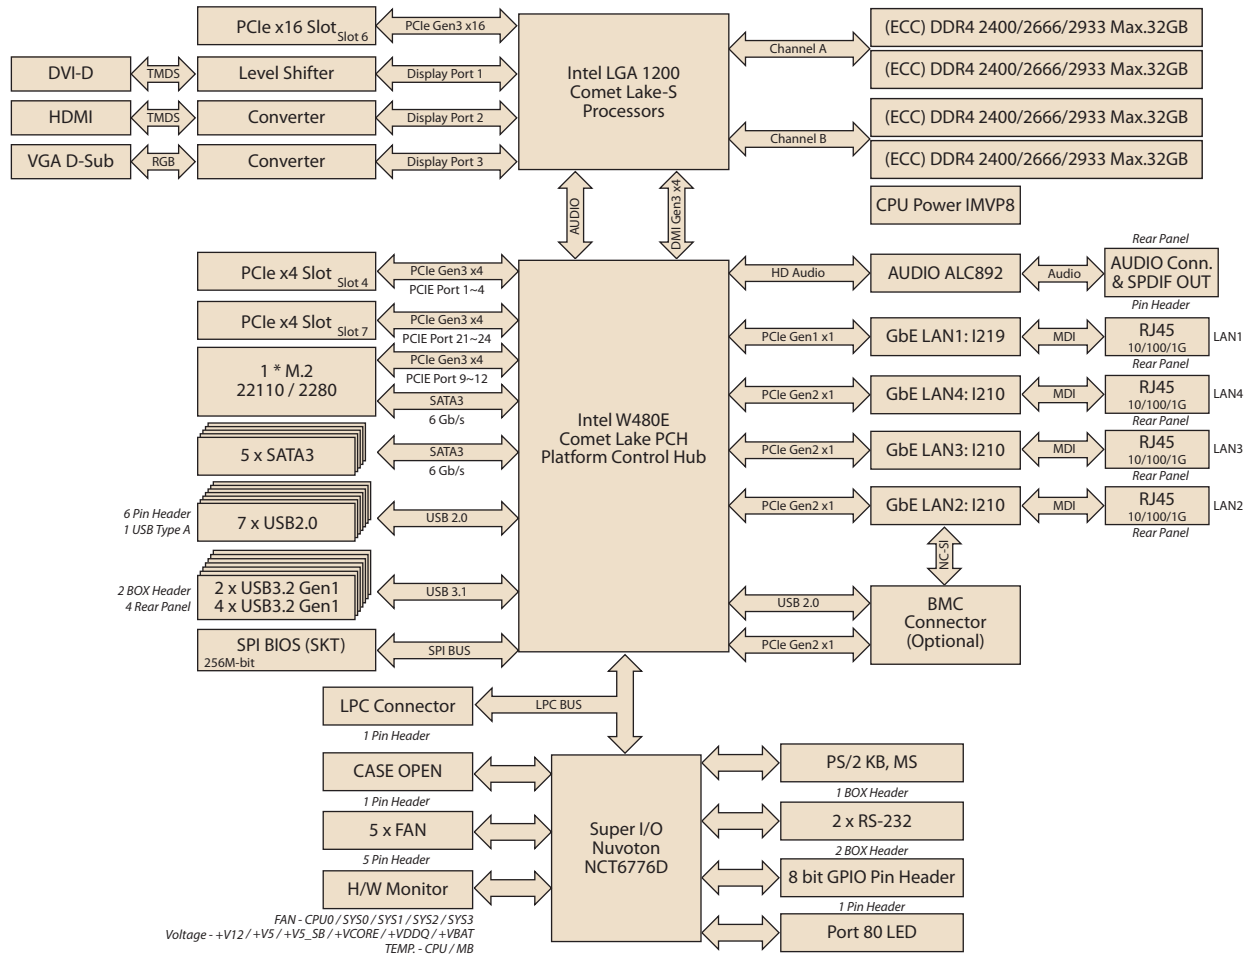 PCIe x16 Slot Slot 6
PCIe Gen3 x16
Intel LGA 1200
Comet Lake-S
Processors
Channel A
(ECC) DDR4 2400/2666/2933 Max.32GB
(ECC) DDR4 2400/2666/2933 Max.32GB
DVI-D
TMDS
Level Shifter
Display Port 1
HDMI
TMDS
Converter
Display Port 2
Channel B
(ECC) DDR4 2400/2666/2933 Max.32GB
(ECC) DDR4 2400/2666/2933 Max.32GB
VGA D-Sub
RGB
Converter
Display Port 3
CPU Power IMVP8
AUDIO
DMI Gen3 x4
PCIe x4 Slot Slot 4
PCIe Gen3 x4
PCIE Port 1~4
PCIe x4 Slot Slot 7
PCIe Gen3 x4
PCIE Port 21~24
1 * M.2
22110 / 2280
PCIe Gen3 x4
PCIE Port 9~12
SATA3
6 Gb/s
5 x SATA3
SATA3
6 Gb/s
6 Pin Header
1 USB Type A
7 x USB2.0
USB 2.0
2 BOX Header
4 Rear Panel
2 x USB3.2 Gen1
4 x USB3.2 Gen1
USB 3.1
SPI BIOS (SKT)
256M-bit
SPI BUS
Intel W480E
Comet Lake PCH
Platform Control Hub
HD Audio
AUDIO ALC892
Audio
Rear Panel
AUDIO Conn.
& SPDIF OUT
Pin Header
PCIe Gen1 x1
GbE LAN1: I219
MDI
RJ45
10/100/1G
LAN1
Rear Panel
PCIe Gen2 x1
GbE LAN4: I210
MDI
RJ45
10/100/1G
LAN4
Rear Panel
PCIe Gen2 x1
GbE LAN3: I210
MDI
RJ45
10/100/1G
LAN3
Rear Panel
PCIe Gen2 x1
GbE LAN2: I210
MDI
RJ45
10/100/1G
LAN2
Rear Panel
NC-SI
USB 2.0
PCIe Gen2 x1
BMC
Connector
(Optional)
LPC Connector
LPC BUS
1 Pin Header
CASE OPEN
1 Pin Header
5 x FAN
5 Pin Header
H/W Monitor
FAN - CPU0 / SYS0 / SYS1 / SYS2 / SYS3
Voltage - +V12 / +V5 / +V5_SB / +VCORE / +VDDQ / +VBAT
TEMP. - CPU / MB
Super I/O
Nuvoton
NCT6776D
PS/2 KB, MS
1 BOX Header
2 x RS-232
2 BOX Header
8 bit GPIO Pin Header
1 Pin Header
Port 80 LED